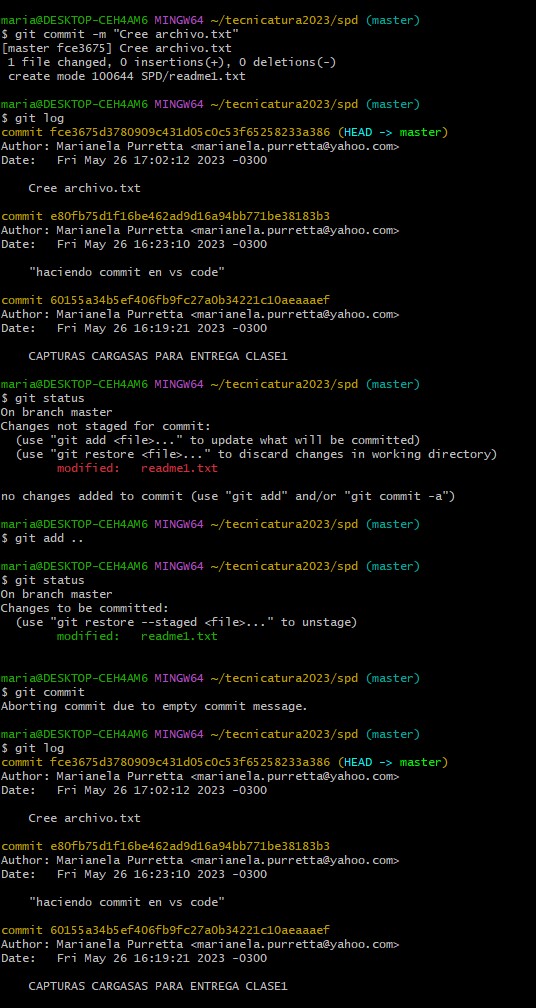 maria@DESKTOP-CEH4AM6 MINGW64 ~/tecnicatura2023/spd (master)
$ git commit -m "Cree archivo.txt"
[master fce3675] Cree archivo.txt
 1 file changed, 0 insertions(+), 0 deletions(-)
 create mode 100644 SPD/readme1.txt

maria@DESKTOP-CEH4AM6 MINGW64 ~/tecnicatura2023/spd (master)
$ git log
commit fce3675d3780909c431d05c0c53f65258233a386 (HEAD -> master)
Author: Marianela Purretta <marianela.purretta@yahoo.com>
Date:   Fri May 26 17:02:12 2023 -0300

    Cree archivo.txt

commit e80fb75d1f16be462ad9d16a94bb771be38183b3
Author: Marianela Purretta <marianela.purretta@yahoo.com>
Date:   Fri May 26 16:23:10 2023 -0300

    "haciendo commit en vs code"

commit 60155a34b5ef406fb9fc27a0b34221c10aeaaaef
Author: Marianela Purretta <marianela.purretta@yahoo.com>
Date:   Fri May 26 16:19:21 2023 -0300

    CAPTURAS CARGASAS PARA ENTREGA CLASE1

maria@DESKTOP-CEH4AM6 MINGW64 ~/tecnicatura2023/spd (master)
$ git status
On branch master
Changes not staged for commit:
  (use "git add <file>..." to update what will be committed)
  (use "git restore <file>..." to discard changes in working directory)
        modified:   readme1.txt

no changes added to commit (use "git add" and/or "git commit -a")

maria@DESKTOP-CEH4AM6 MINGW64 ~/tecnicatura2023/spd (master)
$ git add ..

maria@DESKTOP-CEH4AM6 MINGW64 ~/tecnicatura2023/spd (master)
$ git status
On branch master
Changes to be committed:
  (use "git restore --staged <file>..." to unstage)
        modified:   readme1.txt

maria@DESKTOP-CEH4AM6 MINGW64 ~/tecnicatura2023/spd (master)
$ git commit
Aborting commit due to empty commit message.

maria@DESKTOP-CEH4AM6 MINGW64 ~/tecnicatura2023/spd (master)
$ git log
commit fce3675d3780909c431d05c0c53f65258233a386 (HEAD -> master)
Author: Marianela Purretta <marianela.purretta@yahoo.com>
Date:   Fri May 26 17:02:12 2023 -0300

    Cree archivo.txt

commit e80fb75d1f16be462ad9d16a94bb771be38183b3
Author: Marianela Purretta <marianela.purretta@yahoo.com>
Date:   Fri May 26 16:23:10 2023 -0300

    "haciendo commit en vs code"

commit 60155a34b5ef406fb9fc27a0b34221c10aeaaaef
Author: Marianela Purretta <marianela.purretta@yahoo.com>
Date:   Fri May 26 16:19:21 2023 -0300

    CAPTURAS CARGASAS PARA ENTREGA CLASE1